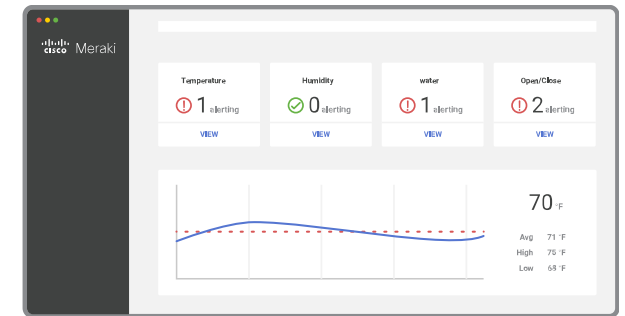 cisco Meraki
Temperature Humidity water Open/Close
1 alerting 0 alerting 1 alerting 2 alerting
VIEW VIEW VIEW VIEW
70 °F
Avg 71 °F
High 75 °F
Low 68 °F